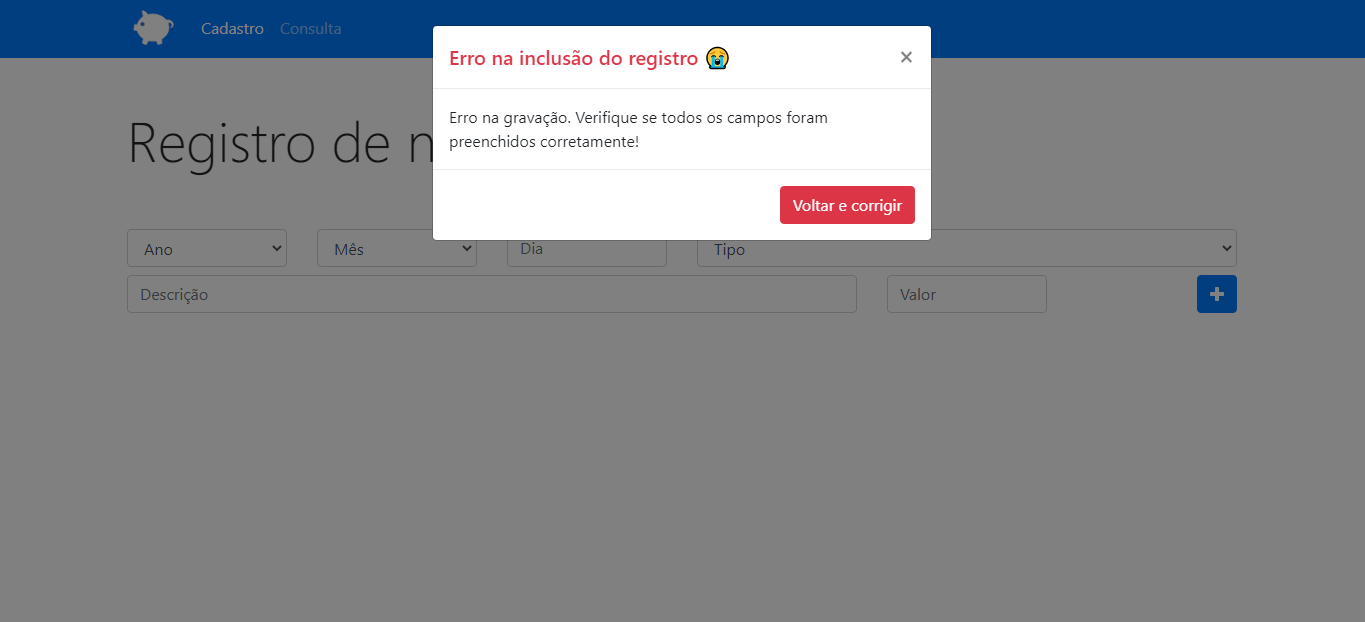 Cadastro Consulta
Erro na inclusão do registro 😭 ×
Erro na gravação. Verifique se todos os campos foram
preenchidos corretamente!
Voltar e corrigir
Registro de
Ano Mês Dia Tipo
Descrição Valor +